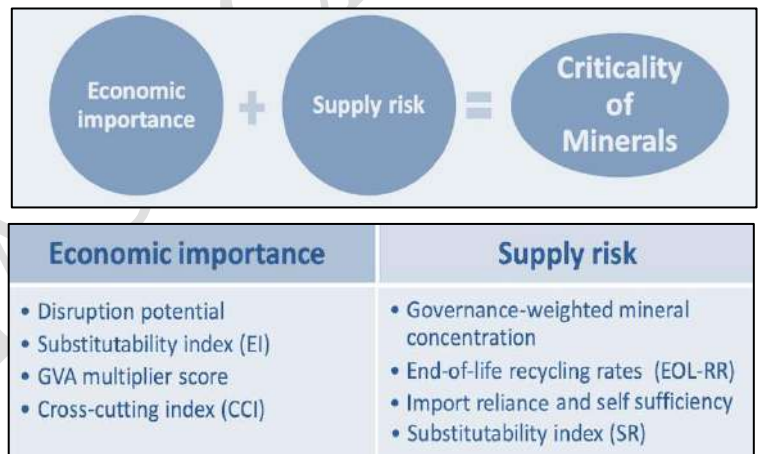 Economic
importance
+
Supply risk
=
Criticality
of
Minerals
Economic importance
• Disruption potential
• Substitutability index (EI)
• GVA multiplier score
• Cross-cutting index (CCI)
Supply risk
• Governance-weighted mineral
concentration
• End-of-life recycling rates (EOL-RR)
• Import reliance and self sufficiency
• Substitutability index (SR)